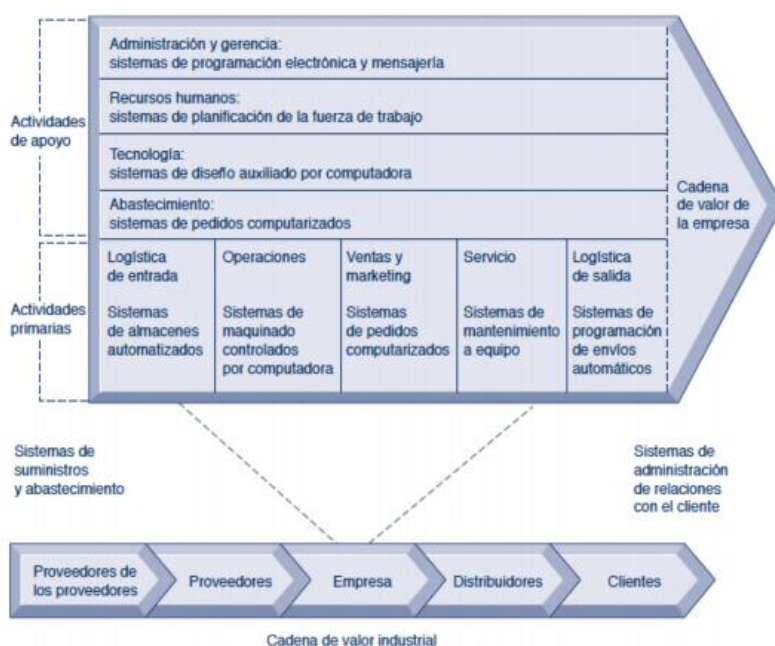 Administración y gerencia:
sistemas de programación electrónica y mensajería
Recursos humanos:
sistemas de planificación de la fuerza de trabajo
Actividades
de apoyo
Tecnología:
sistemas de diseño auxiliado por computadora
Abastecimiento:
sistemas de pedidos computarizados
Cadena
de valor de
la empresa
Actividades
primarias
Logística
de entrada
Sistemas
de almacenes
automatizados
Operaciones
Sistemas de
maquinado
controlados
por computadora
Ventas y
marketing
Sistemas
de pedidos
computarizados
Servicio
Sistemas de
mantenimiento
a equipo
Logística
de salida
Sistemas de
programación
de envíos
automáticos
Sistemas de
suministros
y abastecimiento
Sistemas de
administración
de relaciones
con el cliente
Proveedores de
los proveedores
Proveedores
Empresa
Distribuidores
Clientes
Cadena de valor industrial